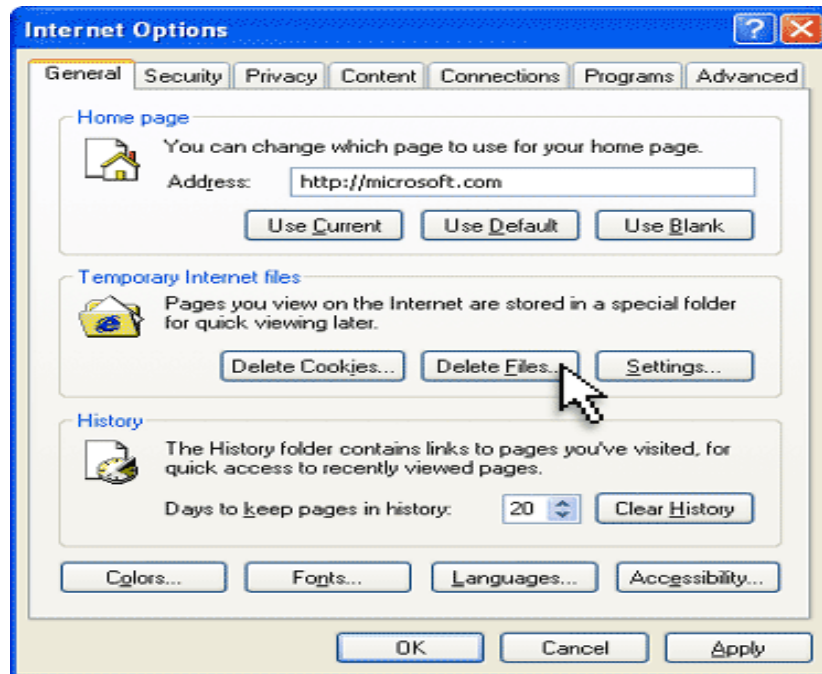 Internet Options
General Security Privacy Content Connections Programs Advanced
Home page
You can change which page to use for your home page.
Address: http://microsoft.com
Use Current Use Default Use Blank
Temporary Internet files
Pages you view on the Internet are stored in a special folder
for quick viewing later.
Delete Cookies... Delete Files... Settings...
History
The History folder contains links to pages you've visited, for
quick access to recently viewed pages.
Days to keep pages in history: 20 Clear History
Colors... Fonts... Languages... Accessibility...
OK Cancel Apply